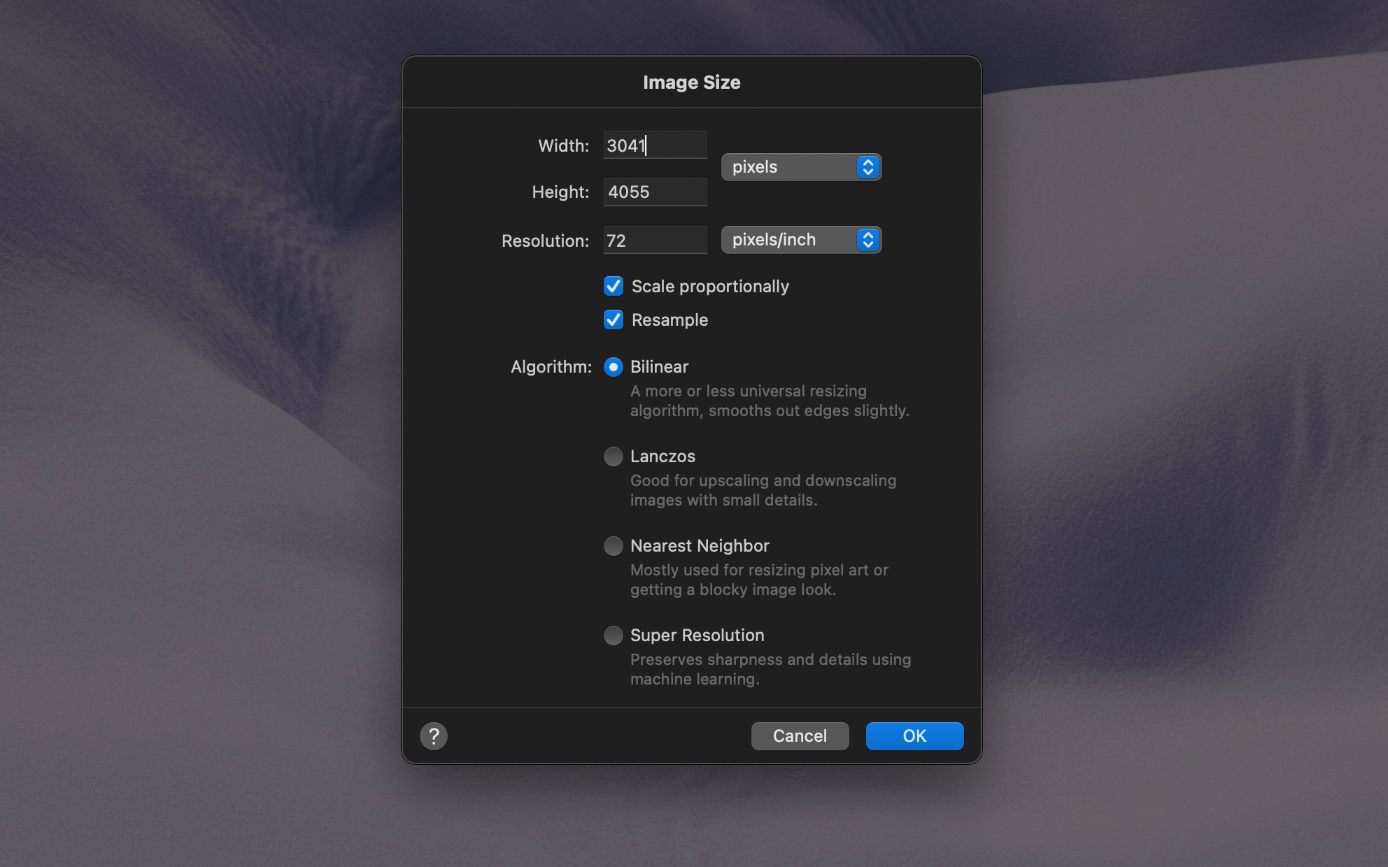 Image Size
Width: 3041
pixels
Height: 4055
Resolution: 72 pixels/inch
Scale proportionally
Resample
Algorithm: Bilinear
A more or less universal resizing
algorithm, smooths out edges slightly.
Lanczos
Good for upscaling and downscaling
images with small details.
Nearest Neighbor
Mostly used for resizing pixel art or
getting a blocky image look.
Super Resolution
Preserves sharpness and details using
machine learning.
? Cancel OK